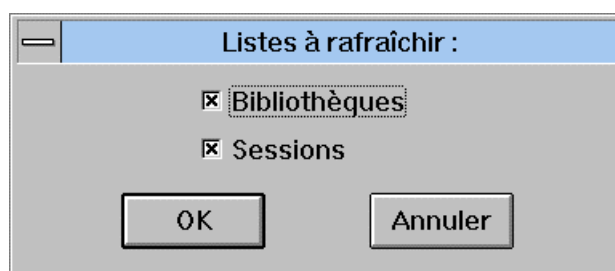 Listes à rafraîchir :
Bibliothèques
Sessions
OK Annuler